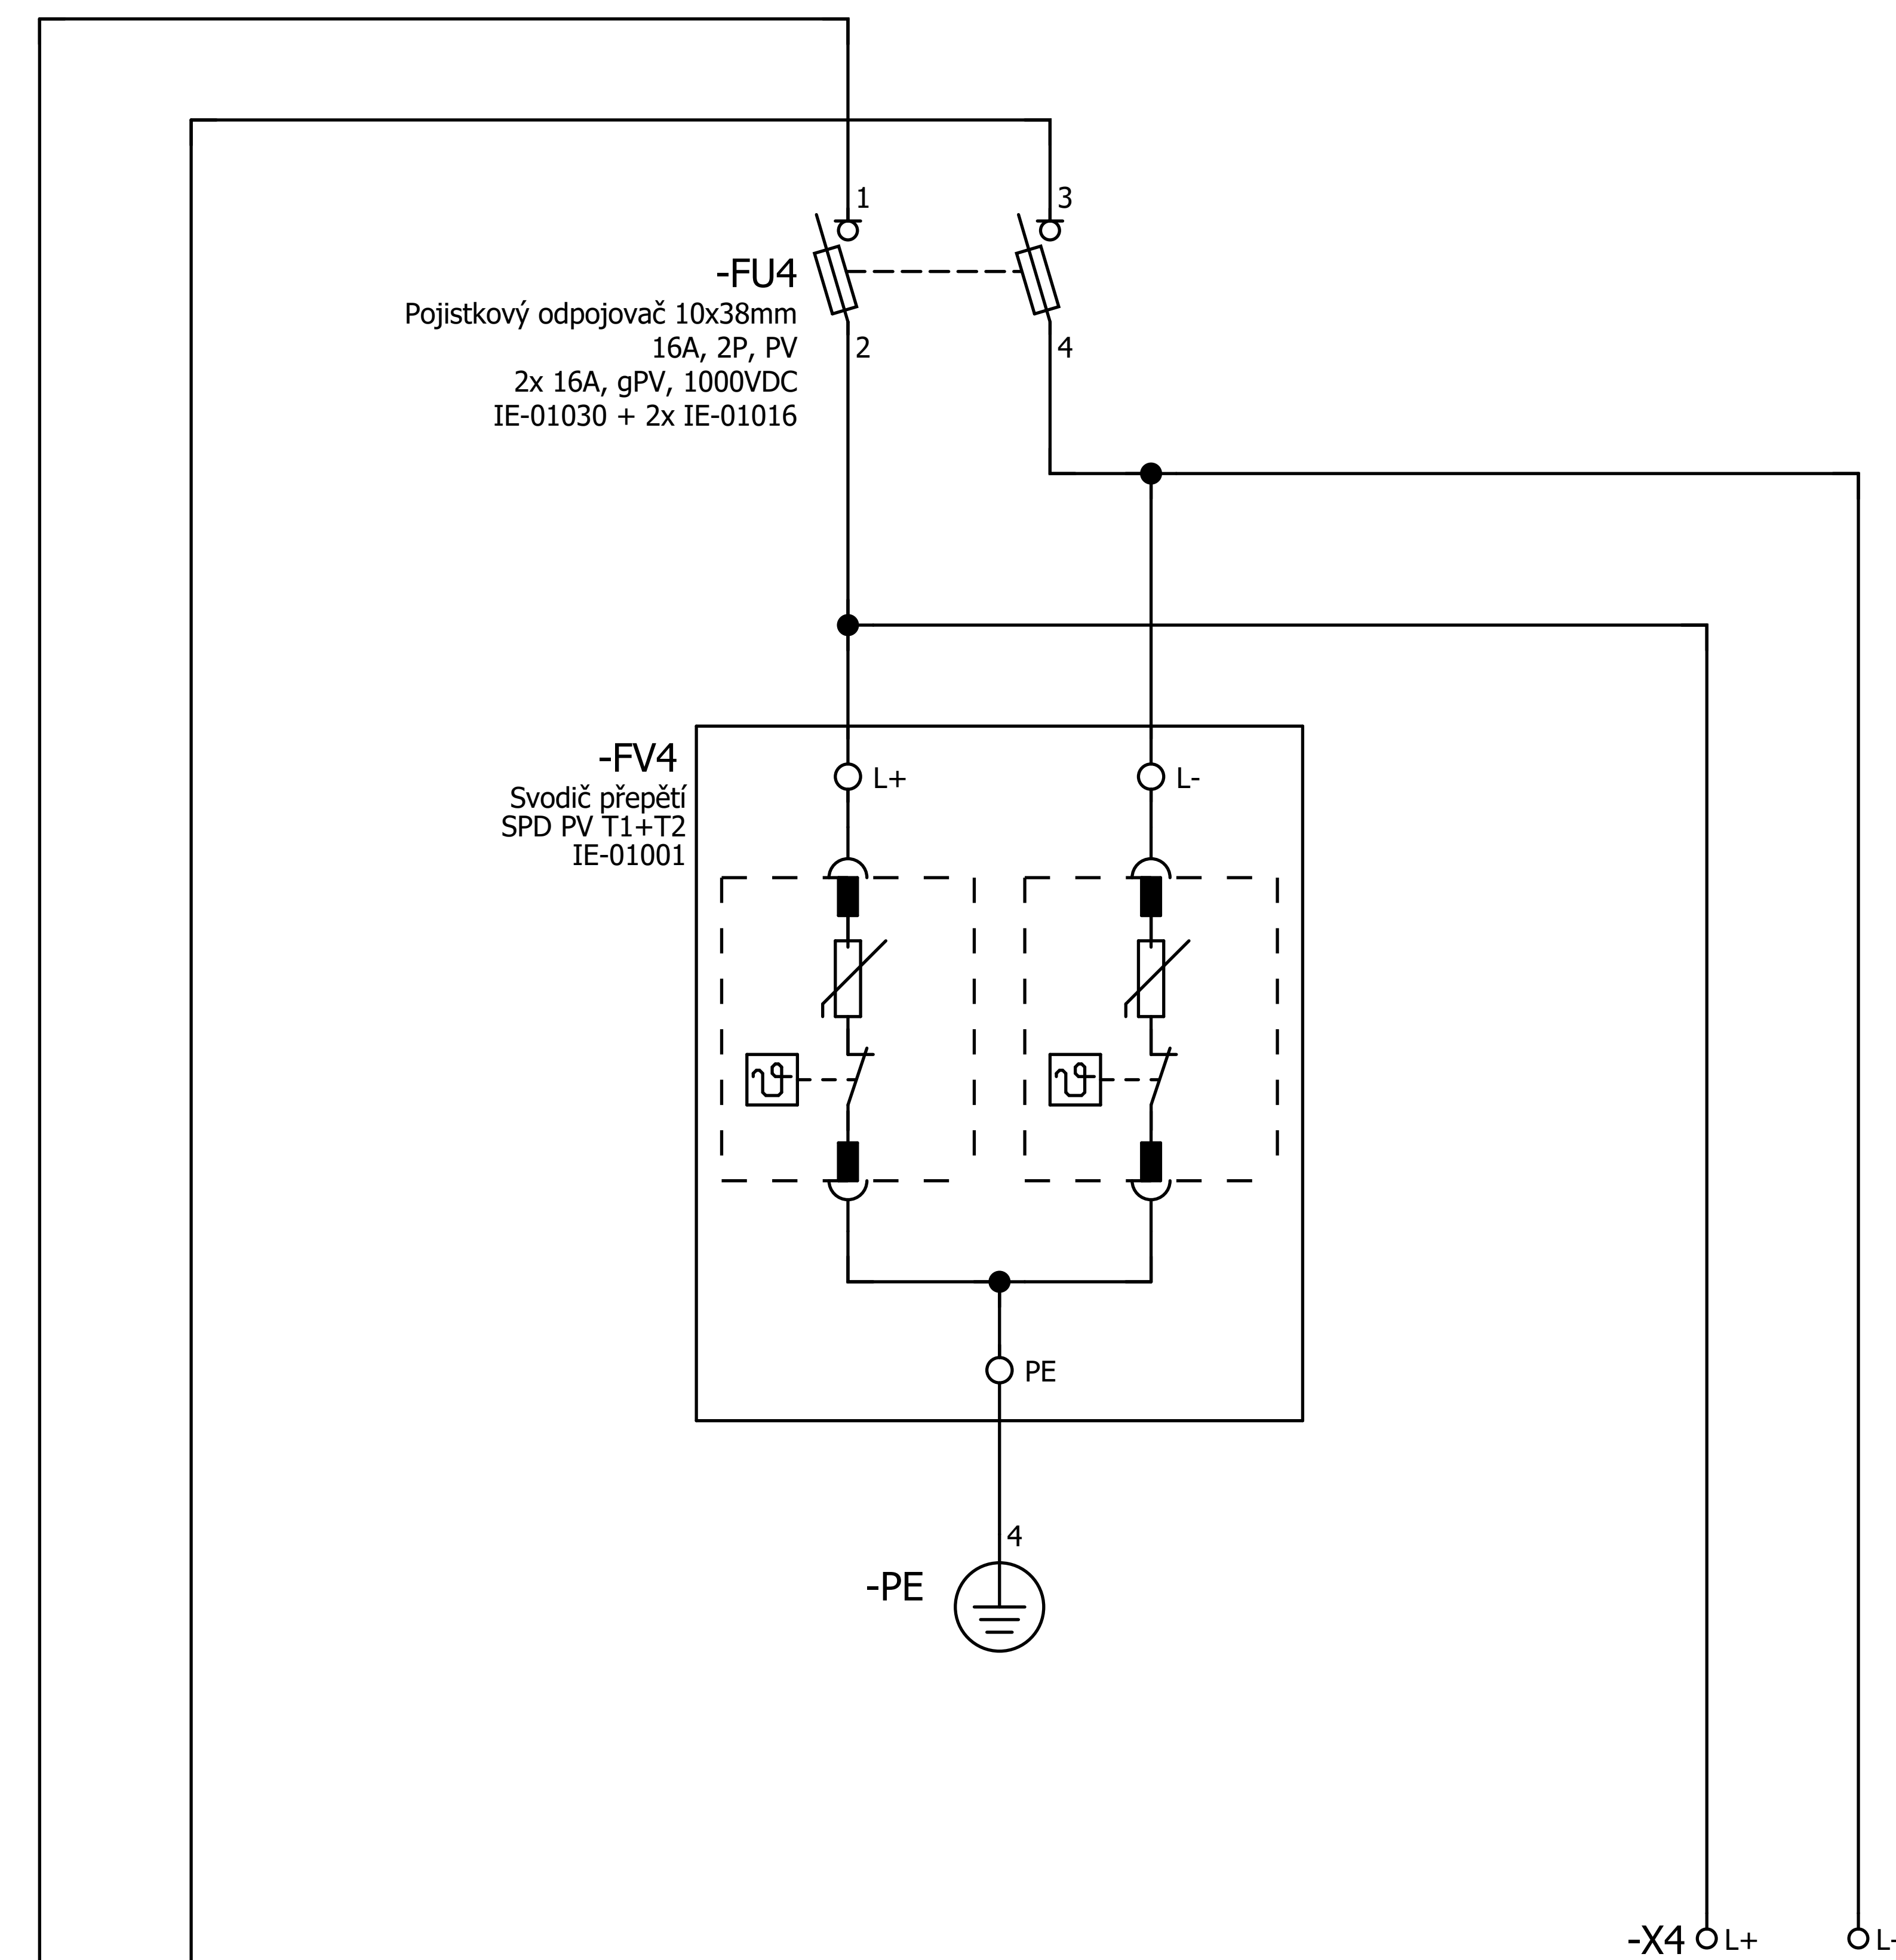 1
3
-FU4
Pojistkový odpojovač 10x38mm
16A, 2P, PV
2x 16A, gPV, 1000VDC
IE-01030 + 2x IE-01016
2
4
-FV4
Svodič přepětí
SPD PV T1+T2
IE-01001
L+
L-
PE
4
-PE
-X4
L+
L-